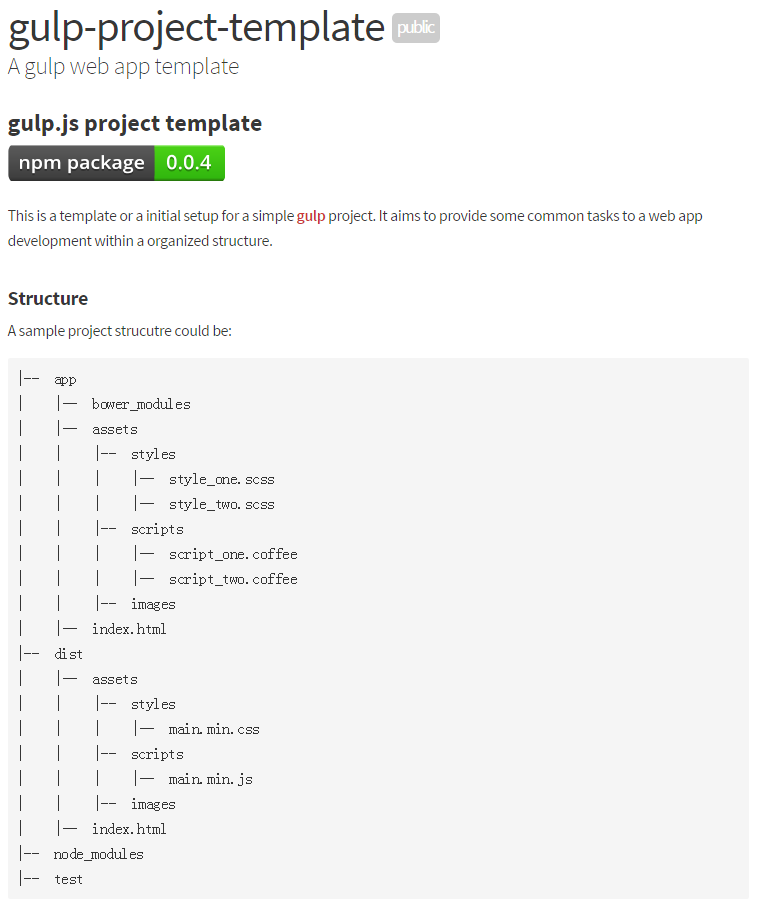 gulp-project-template public
A gulp web app template
gulp.js project template
npm package 0.0.4
This is a template or a initial setup for a simple gulp project. It aims to provide some common tasks to a web app
development within a organized structure.
Structure
A sample project strucutre could be:
|-- app
|   |-- bower_modules
|   |-- assets
|   |   |-- styles
|   |   |   |-- style_one.scss
|   |   |   |-- style_two.scss
|   |   |-- scripts
|   |   |   |-- script_one.coffee
|   |   |   |-- script_two.coffee
|   |   |-- images
|   |-- index.html
|-- dist
|   |-- assets
|   |   |-- styles
|   |   |   |-- main.min.css
|   |   |-- scripts
|   |   |   |-- main.min.js
|   |   |-- images
|   |-- index.html
|-- node_modules
|-- test